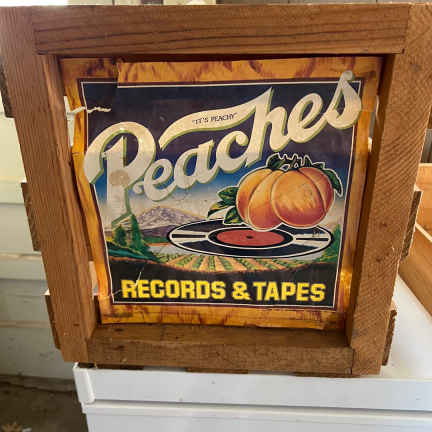 "IT'S PEACHY"
Peaches
RECORDS & TAPES